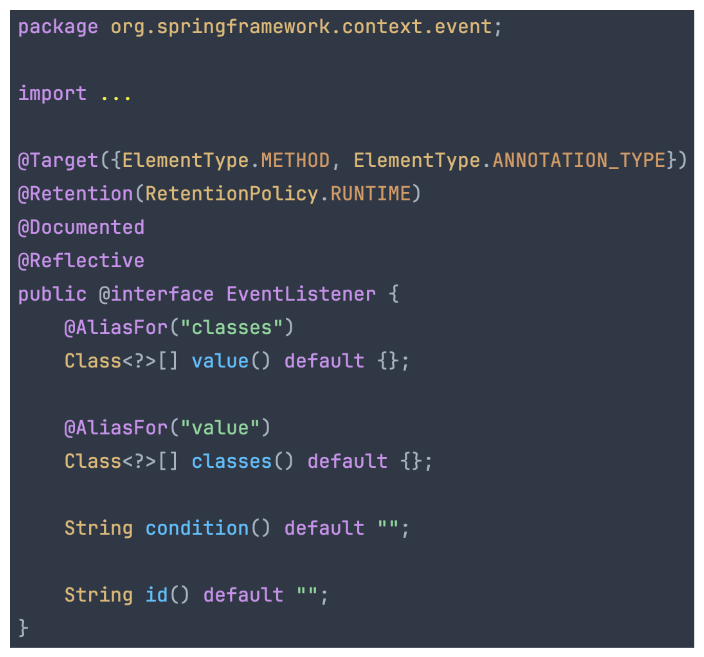 package org.springframework.context.event;
import ...
@Target({ElementType.METHOD, ElementType.ANNOTATION_TYPE})
@Retention(RetentionPolicy.RUNTIME)
@Documented
@Reflective
public @interface EventListener {
    @AliasFor("classes")
    Class<?>[] value() default {};
    @AliasFor("value")
    Class<?>[] classes() default {};
    String condition() default "";
    String id() default "";
}